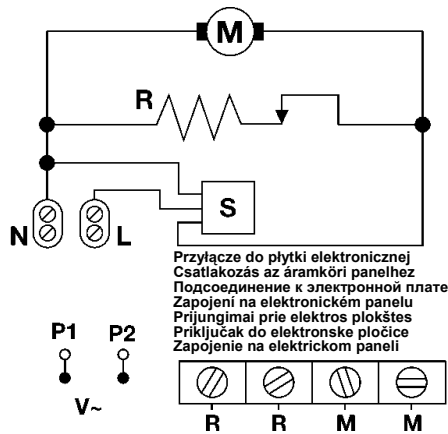 M
R
S
N L
Przyłącze do płytki elektronicznej
Csatlakozás az áramköri panelhez
Подсоединение к электронной плате
Zapojení na elektronickém panelu
Prijungimai prie elektros plokštės
Priključak do elektronske pločice
Zapojenie na elektrickom paneli
P1 P2
V~
R R M M